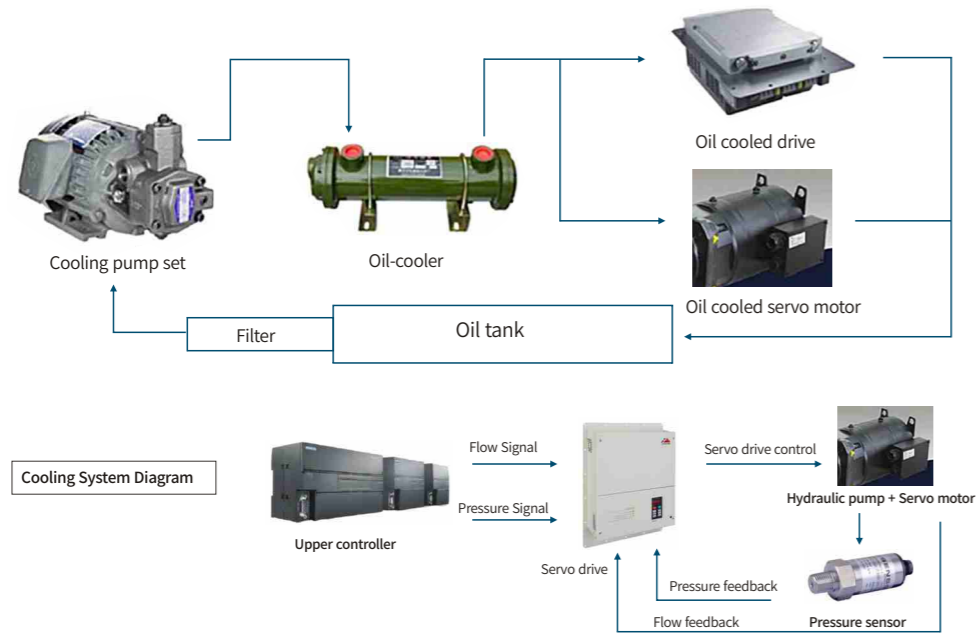 Oil cooled drive
Cooling pump set
Oil-cooler
Oil cooled servo motor
Filter
Oil tank
Cooling System Diagram
Flow Signal
Pressure Signal
Upper controller
Servo drive control
Hydraulic pump + Servo motor
Servo drive
Pressure feedback
Flow feedback
Pressure sensor